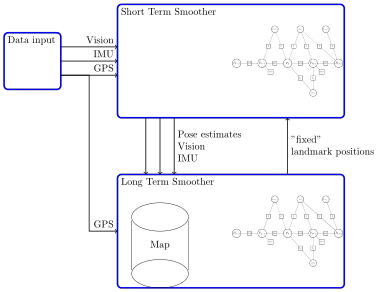 Short Term Smoother
Data input
Vision
IMU
GPS
Pose estimates
Vision
IMU
"fixed"
landmark positions
Long Term Smoother
GPS
Map